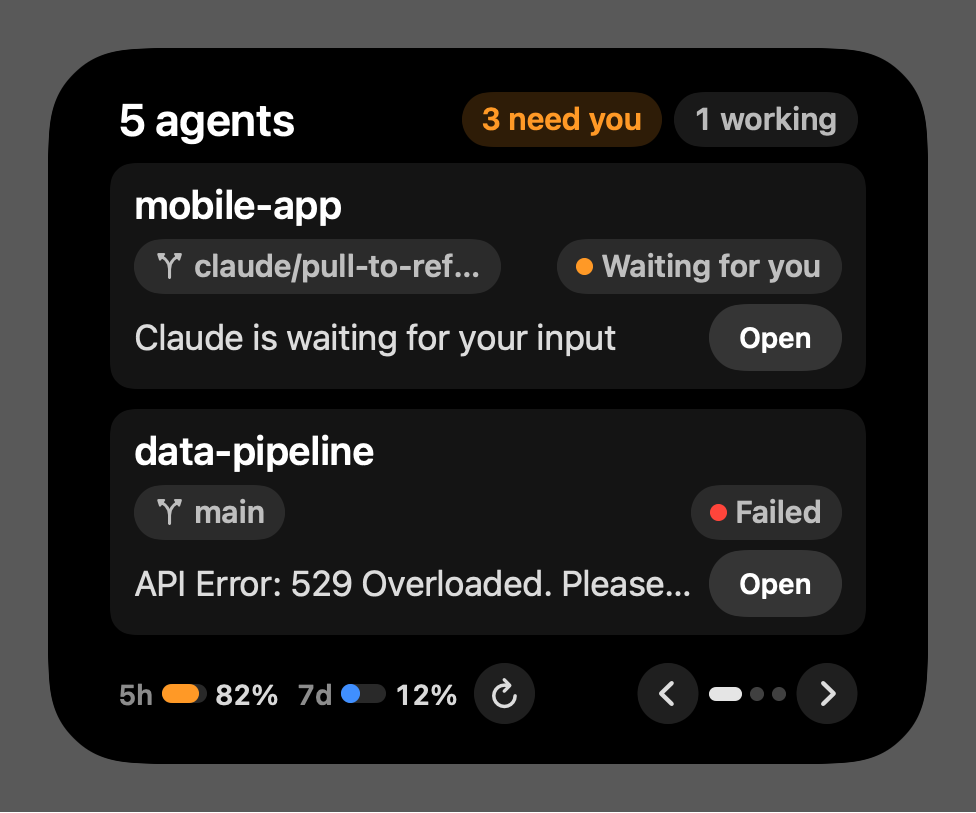 5 agents 3 need you 1 working
mobile-app
claude/pull-to-ref... Waiting for you
Claude is waiting for your input Open
data-pipeline
main Failed
API Error: 529 Overloaded. Please... Open
5h 82% 7d 12%